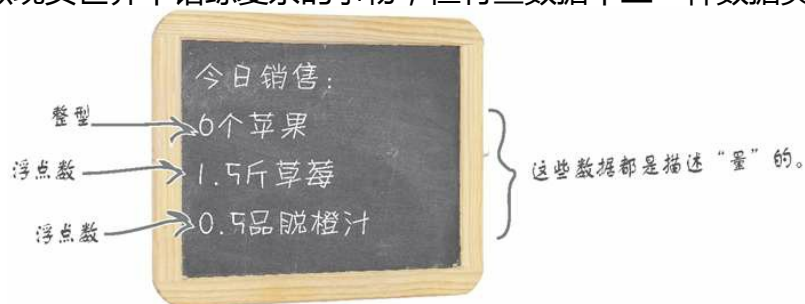 今日销售：
6个苹果
1.5斤草莓
0.5品脱橙汁
整型
浮点数
浮点数
这些数据都是描述“量”的。